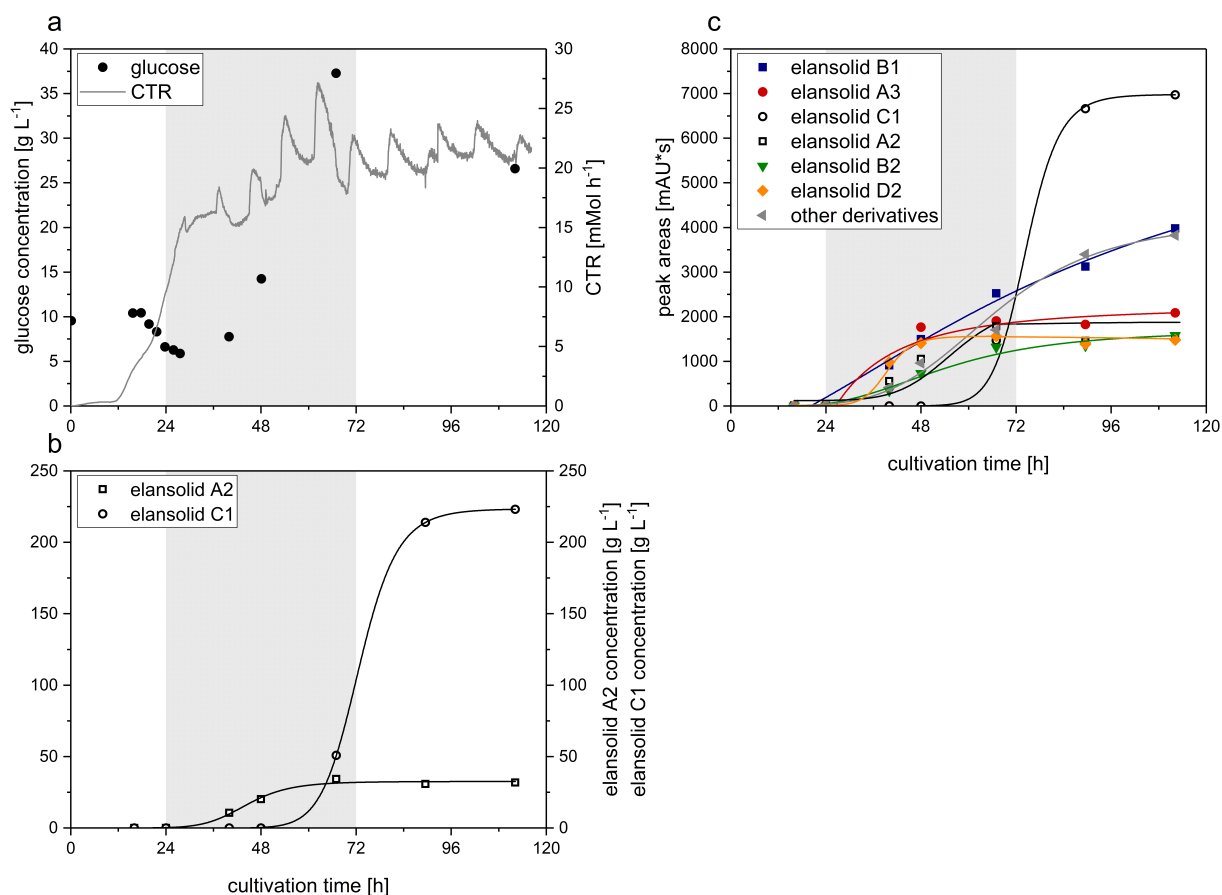 a
glucose
CTR
glucose concentration [g L-1]
40
35
30
25
20
15
10
5
0
30
25
20
15
10
5
0
CTR [mMol h-1]
0
24
48
72
96
120
b
elansolid A2
elansolid C1
250
200
150
100
50
0
250
200
150
100
50
0
elansolid A2 concentration [g L-1]
elansolid C1 concentration [g L-1]
0
24
48
72
96
120
cultivation time [h]
c
elansolid B1
elansolid A3
elansolid C1
elansolid A2
elansolid B2
elansolid D2
other derivatives
peak areas [mAU*s]
8000
7000
6000
5000
4000
3000
2000
1000
0
0
24
48
72
96
120
cultivation time [h]